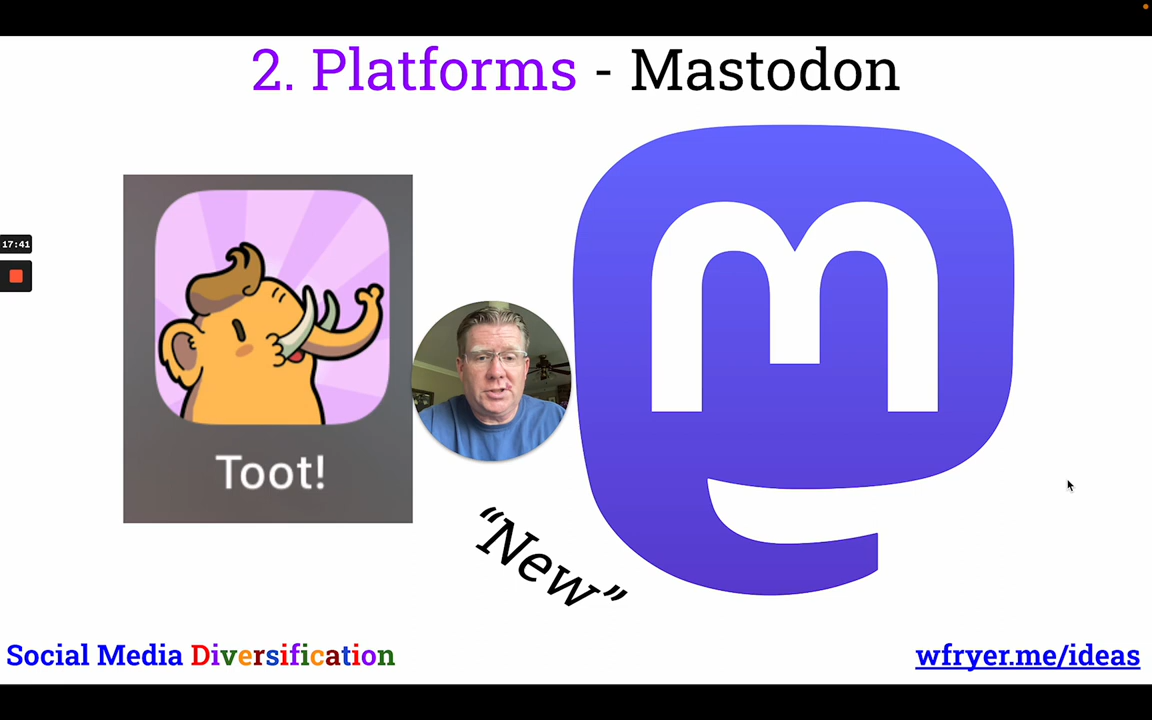 2. Platforms - Mastodon
17:41
Toot!
“New”
Social Media Diversification
wfryer.me/ideas